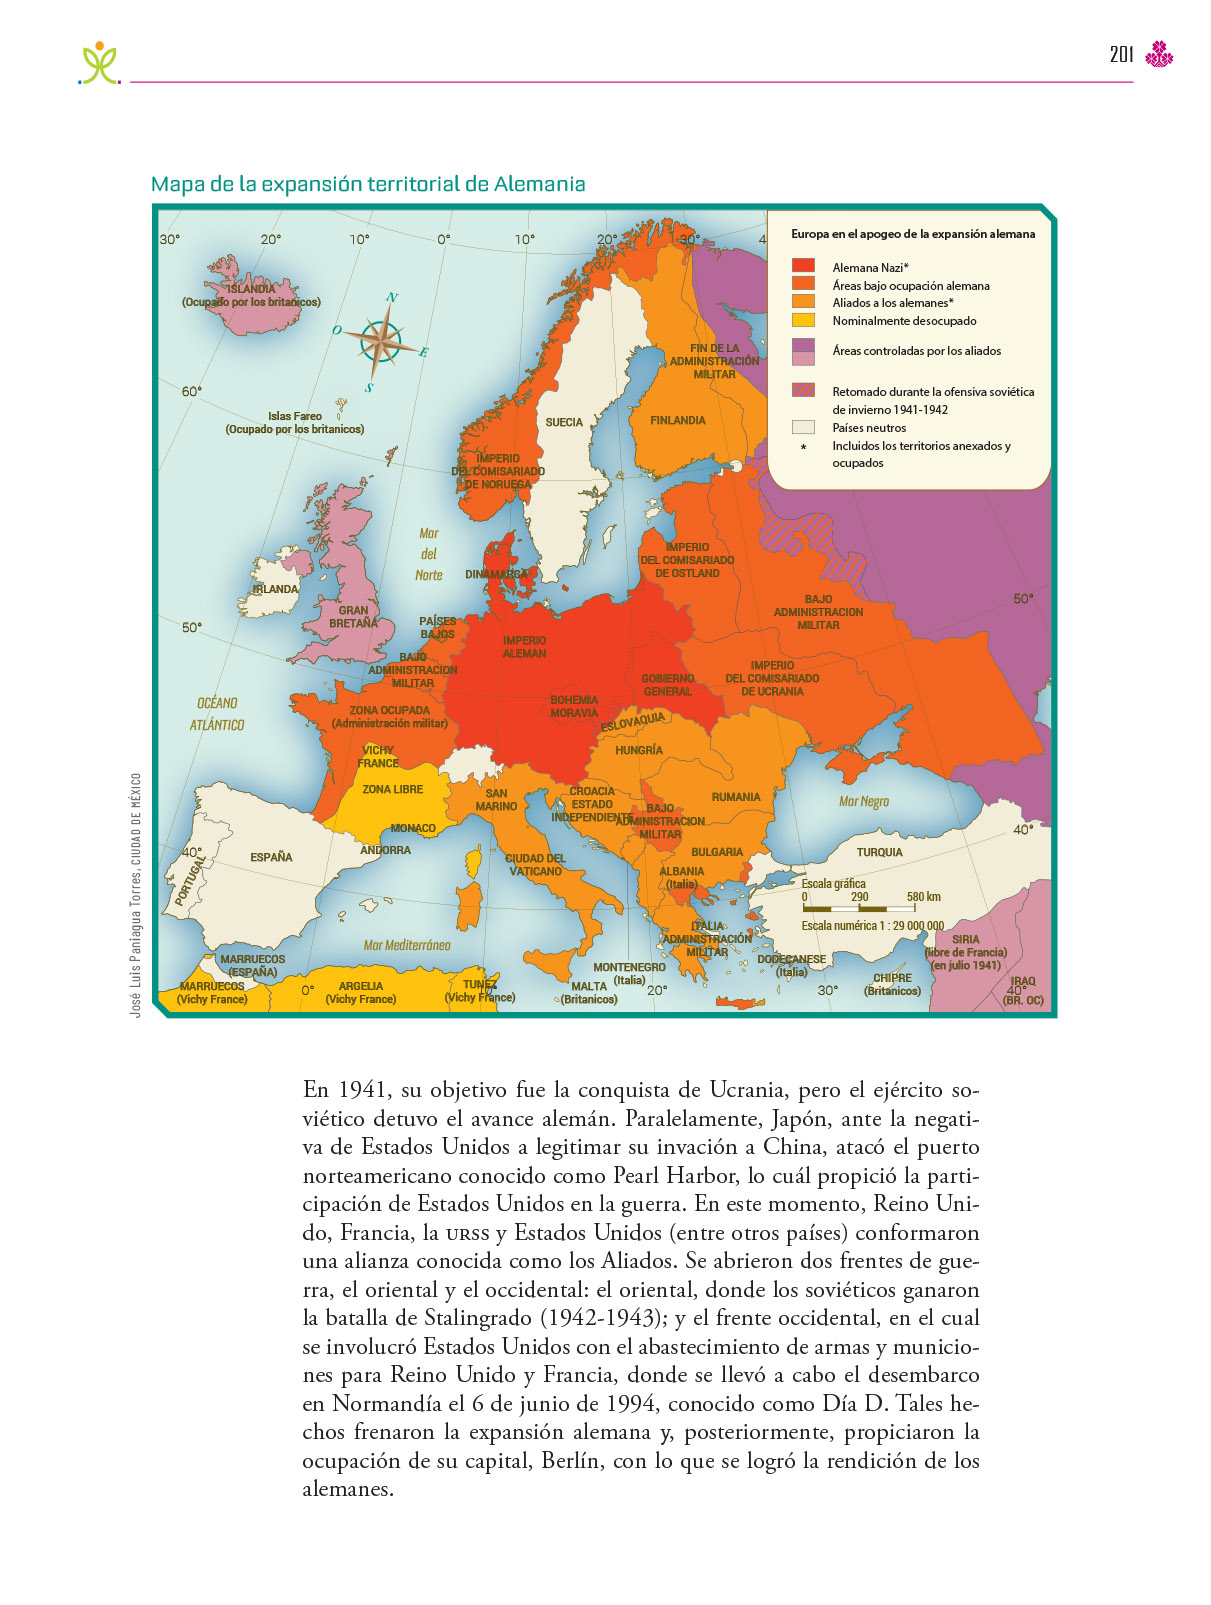 201
Mapa de la expansión territorial de Alemania
30°
20°
10°
0°
10°
20°
30°
4
Europa en el apogeo de la expansión alemana
Alemana Nazi*
Áreas bajo ocupación alemana
Aliados a los alemanes*
Nominalmente desocupado
Áreas controladas por los aliados
Retomado durante la ofensiva soviética
de invierno 1941-1942
Países neutros
* Incluidos los territorios anexados y
ocupados
ISLANDIA
(Ocupado por los britanicos)
N
O
E
S
60°
Islas Fareo
(Ocupado por los britanicos)
FIN DE LA
ADMINISTRACIÓN
MILITAR
SUECIA
FINLANDIA
IMPERIO
DEL COMISARIADO
DE NORUEGA
Mar
del
Norte
DINAMARCA
IMPERIO
DEL COMISARIADO
DE OSTLAND
IRLANDA
GRAN
BRETAÑA
BAJO
ADMINISTRACION
MILITAR
50°
50°
PAÍSES
BAJOS
IMPERIO
ALEMAN
BAJO
ADMINISTRACION
MILITAR
GOBIERNO
GENERAL
IMPERIO
DEL COMISARIADO
DE UCRANIA
OCÉANO
ATLÁNTICO
ZONA OCUPADA
(Administración militar)
BOHEMIA
MORAVIA
ESLOVAQUIA
VICHY
FRANCE
HUNGRÍA
ZONA LIBRE
SAN
MARINO
CROACIA
ESTADO
INDEPENDIENTE
BAJO
ADMINISTRACION
MILITAR
RUMANIA
Mar Negro
MONACO
ANDORRA
40°
40°
ESPAÑA
PORTUGAL
CIUDAD DEL
VATICANO
BULGARIA
TURQUIA
ALBANIA
(Italia)
Escala gráfica
0 290 580 km
Escala numérica 1 : 29 000 000
Mar Mediterráneo
ITALIA
ADMINISTRACIÓN
MILITAR
SIRIA
(libre de Francia)
(en julio 1941)
MARRUECOS
(ESPAÑA)
MONTENEGRO
(Italia)
DODECANESE
(Italia)
CHIPRE
(Britanicos)
IRAQ
(BR. OC)
MARRUECOS
(Vichy France)
0°
ARGELIA
(Vichy France)
TUNEZ
(Vichy France)
10°
MALTA
(Britanicos)
20°
30°
40°
José Luis Paniagua Torres, CIUDAD DE MÉXICO
En 1941, su objetivo fue la conquista de Ucrania, pero el ejército so-
viético detuvo el avance alemán. Paralelamente, Japón, ante la negati-
va de Estados Unidos a legitimar su invasión a China, atacó el puerto
norteamericano conocido como Pearl Harbor, lo cuál propició la parti-
cipación de Estados Unidos en la guerra. En este momento, Reino Uni-
do, Francia, la URSS y Estados Unidos (entre otros países) conformaron
una alianza conocida como los Aliados. Se abrieron dos frentes de gue-
rra, el oriental y el occidental: el oriental, donde los soviéticos ganaron
la batalla de Stalingrado (1942-1943); y el frente occidental, en el cual
se involucró Estados Unidos con el abastecimiento de armas y municio-
nes para Reino Unido y Francia, donde se llevó a cabo el desembarco
en Normandía el 6 de junio de 1994, conocido como Día D. Tales he-
chos frenaron la expansión alemana y, posteriormente, propiciaron la
ocupación de su capital, Berlín, con lo que se logró la rendición de los
alemanes.